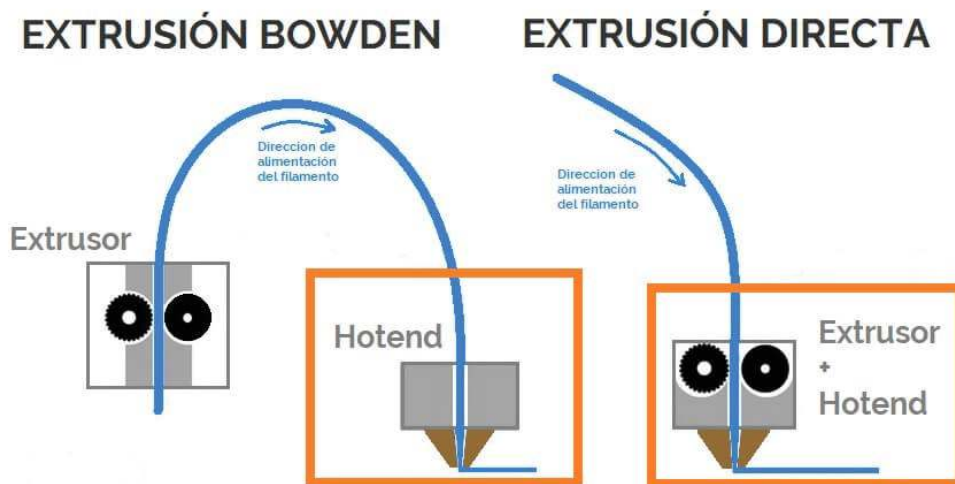 EXTRUSIÓN BOWDEN
EXTRUSIÓN DIRECTA
Direccion de
alimentación
del filamento
Direccion de
alimentación
del filamento
Extrusor
Hotend
Extrusor
+
Hotend